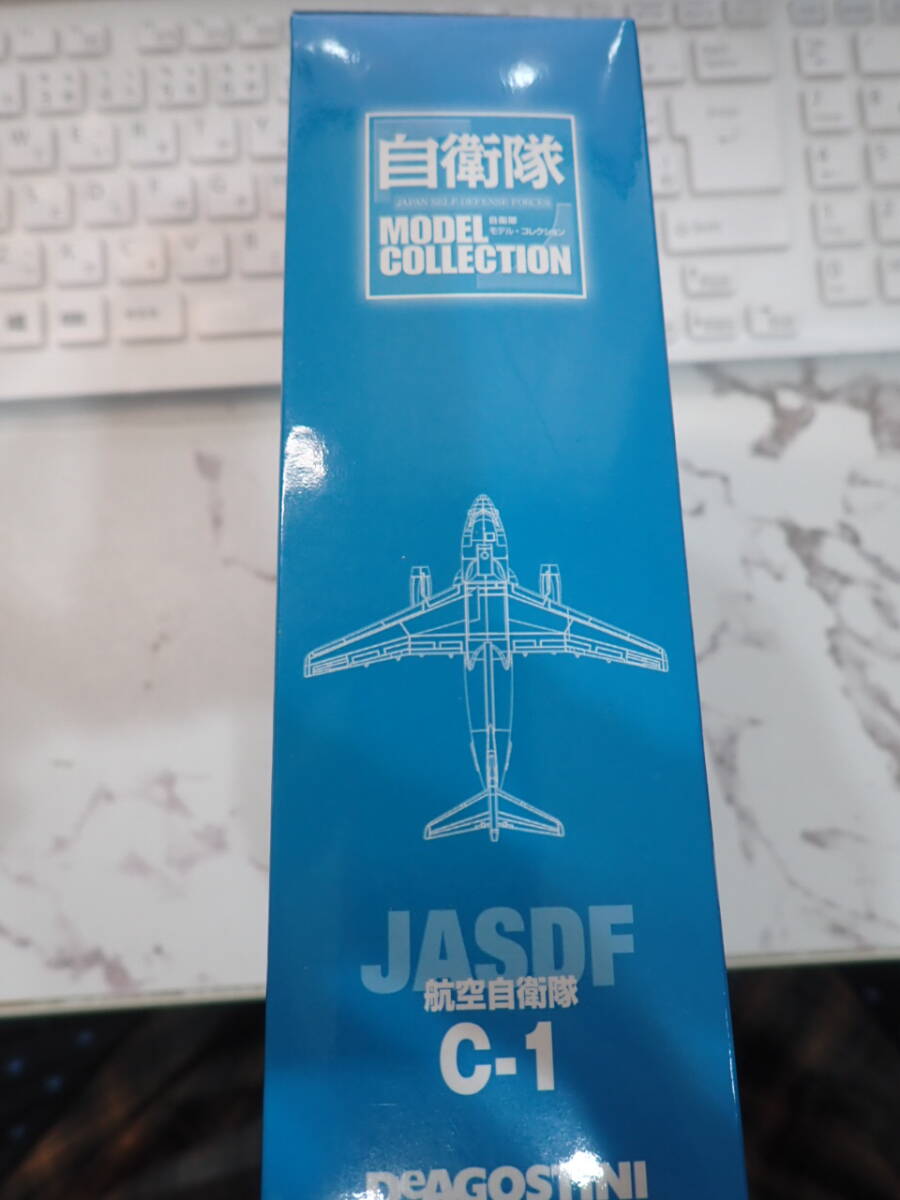 自衛隊
JAPAN SELF-DEFENSE FORCES
MODEL
COLLECTION
自衛隊
モデル・コレクション
JASDF
航空自衛隊
C-1
DeAGOSTINI